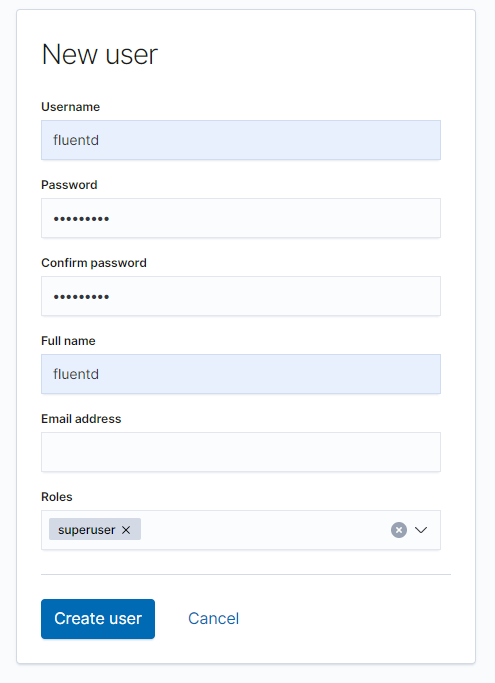 New user
Username
fluentd
Password
•••••••••
Confirm password
•••••••••
Full name
fluentd
Email address
Roles
superuser
Create user Cancel